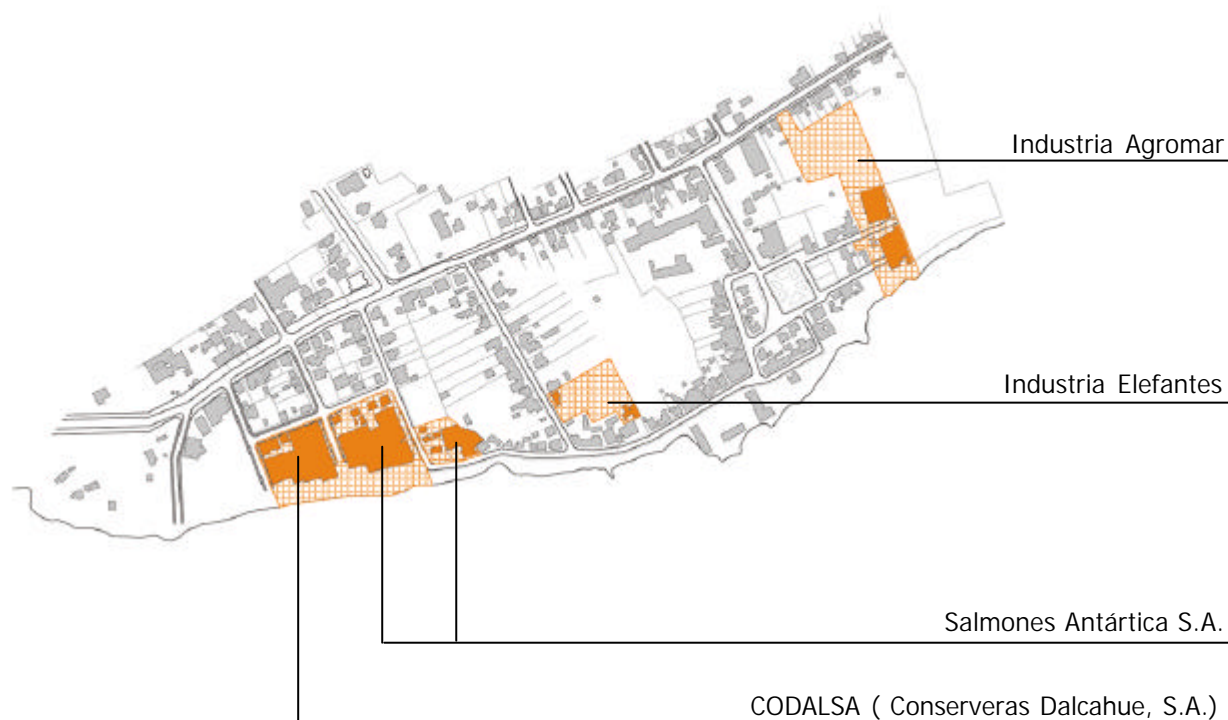 Industria Agromar
Industria Elefantes
Salmones Antártica S.A.
CODALSA ( Conserveras Dalcahue, S.A.)